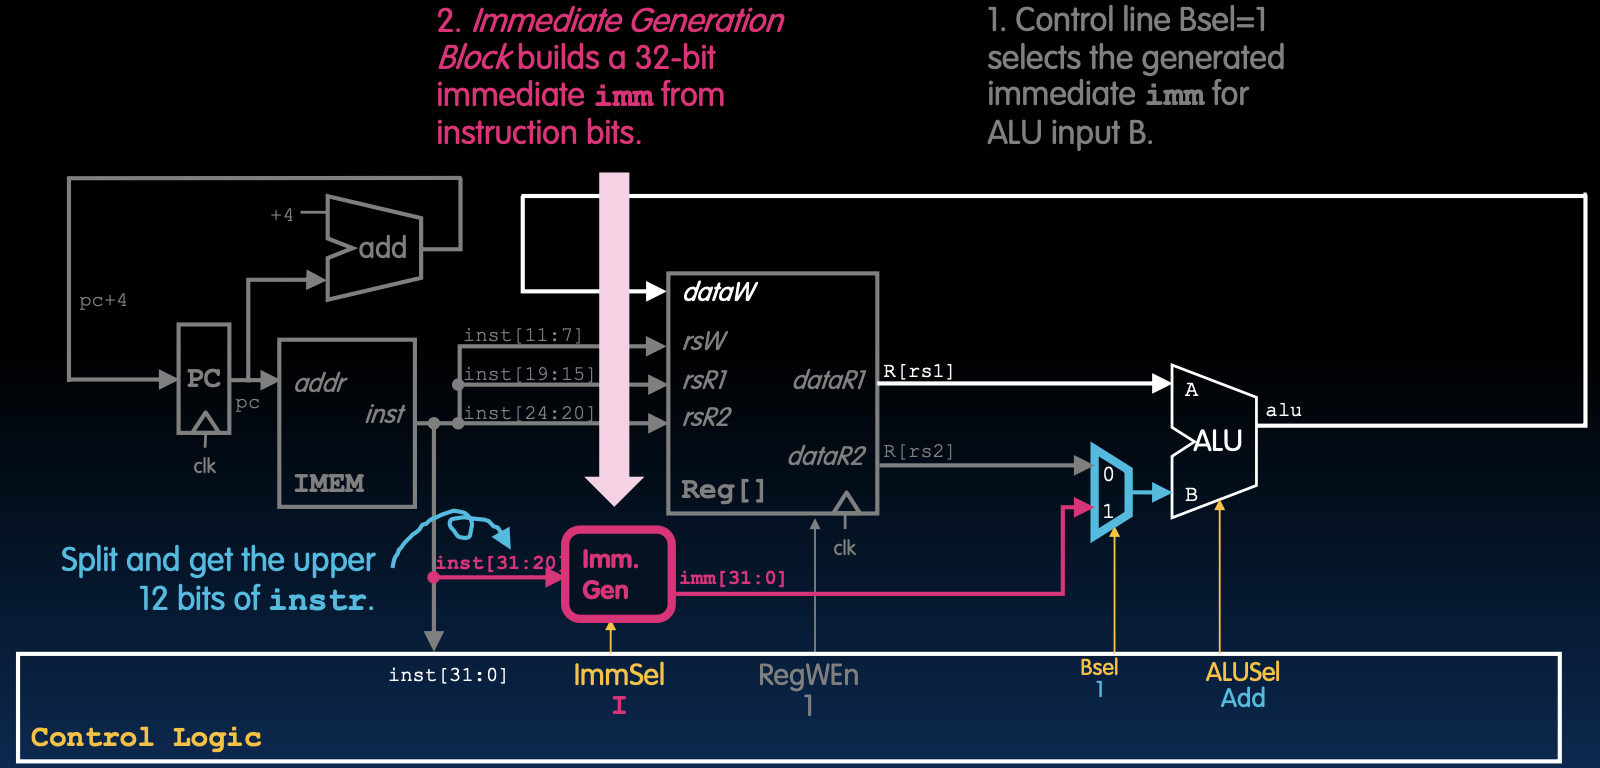 2. Immediate Generation
Block builds a 32-bit
immediate imm from
instruction bits.
1. Control line Bsel=1
selects the generated
immediate imm for
ALU input B.
+4
add
pc+4
PC
clk
pc
addr
inst
IMEM
inst[11:7]
inst[19:15]
inst[24:20]
dataW
rsW
rsR1
rsR2
dataR1
dataR2
Reg[]
clk
R[rs1]
R[rs2]
0
1
A
ALU
B
alu
Split and get the upper
12 bits of instr.
inst[31:20]
Imm.
Gen
imm[31:0]
inst[31:0]
ImmSel
I
RegWEn
1
Bsel
1
ALUSel
Add
Control Logic